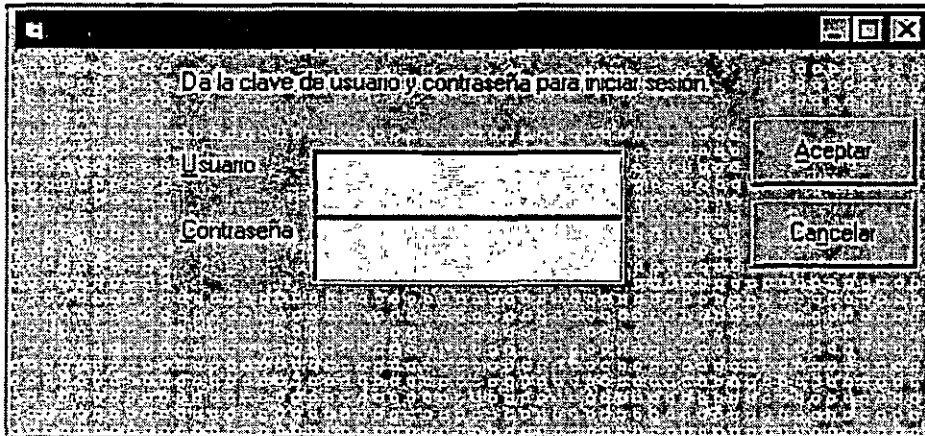 Da la clave de usuario y contraseña para iniciar sesión.
Usuario
Aceptar
Contraseña
Cancelar